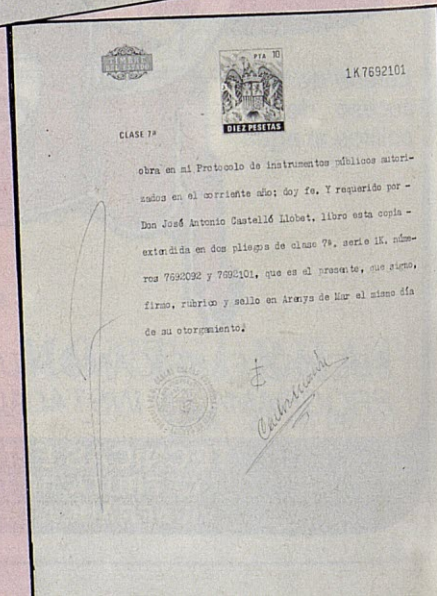 TIMBRE
DEL ESTADO
PTA 10
DIEZ PESETAS
1K7692101
CLASE 7ª
obra en mi Protocolo de instrumentos públicos autori-
zados en el corriente año; doy fe. Y requerido por -
Don José Antonio Castelló Llobet, libro esta copia -
extendida en dos pliegos de clase 7ª, serie 1K, núme-
ros 7692092 y 7692101, que es el presente, que signo,
firmo, rubrico y sello en Arenys de Mar el mismo día
de su otorgamiento.